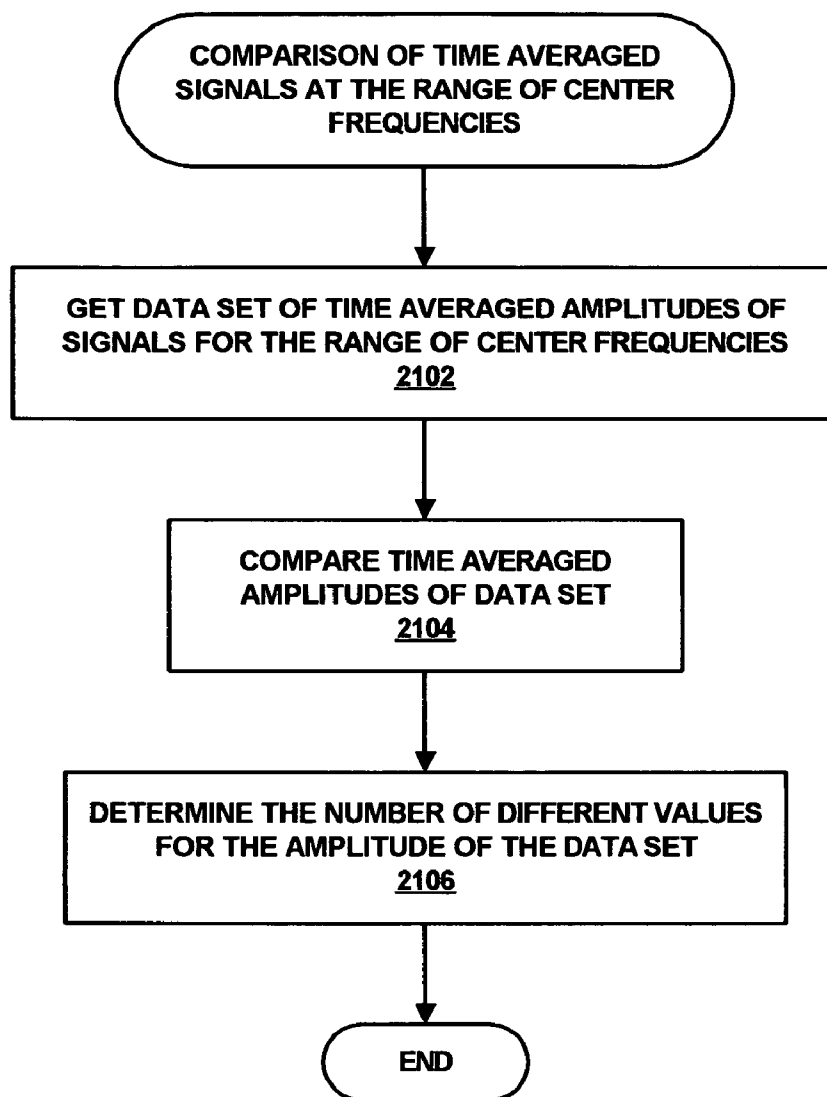 COMPARISON OF TIME AVERAGED
SIGNALS AT THE RANGE OF CENTER
FREQUENCIES
GET DATA SET OF TIME AVERAGED AMPLITUDES OF
SIGNALS FOR THE RANGE OF CENTER FREQUENCIES
2102
COMPARE TIME AVERAGED
AMPLITUDES OF DATA SET
2104
DETERMINE THE NUMBER OF DIFFERENT VALUES
FOR THE AMPLITUDE OF THE DATA SET
2106
END